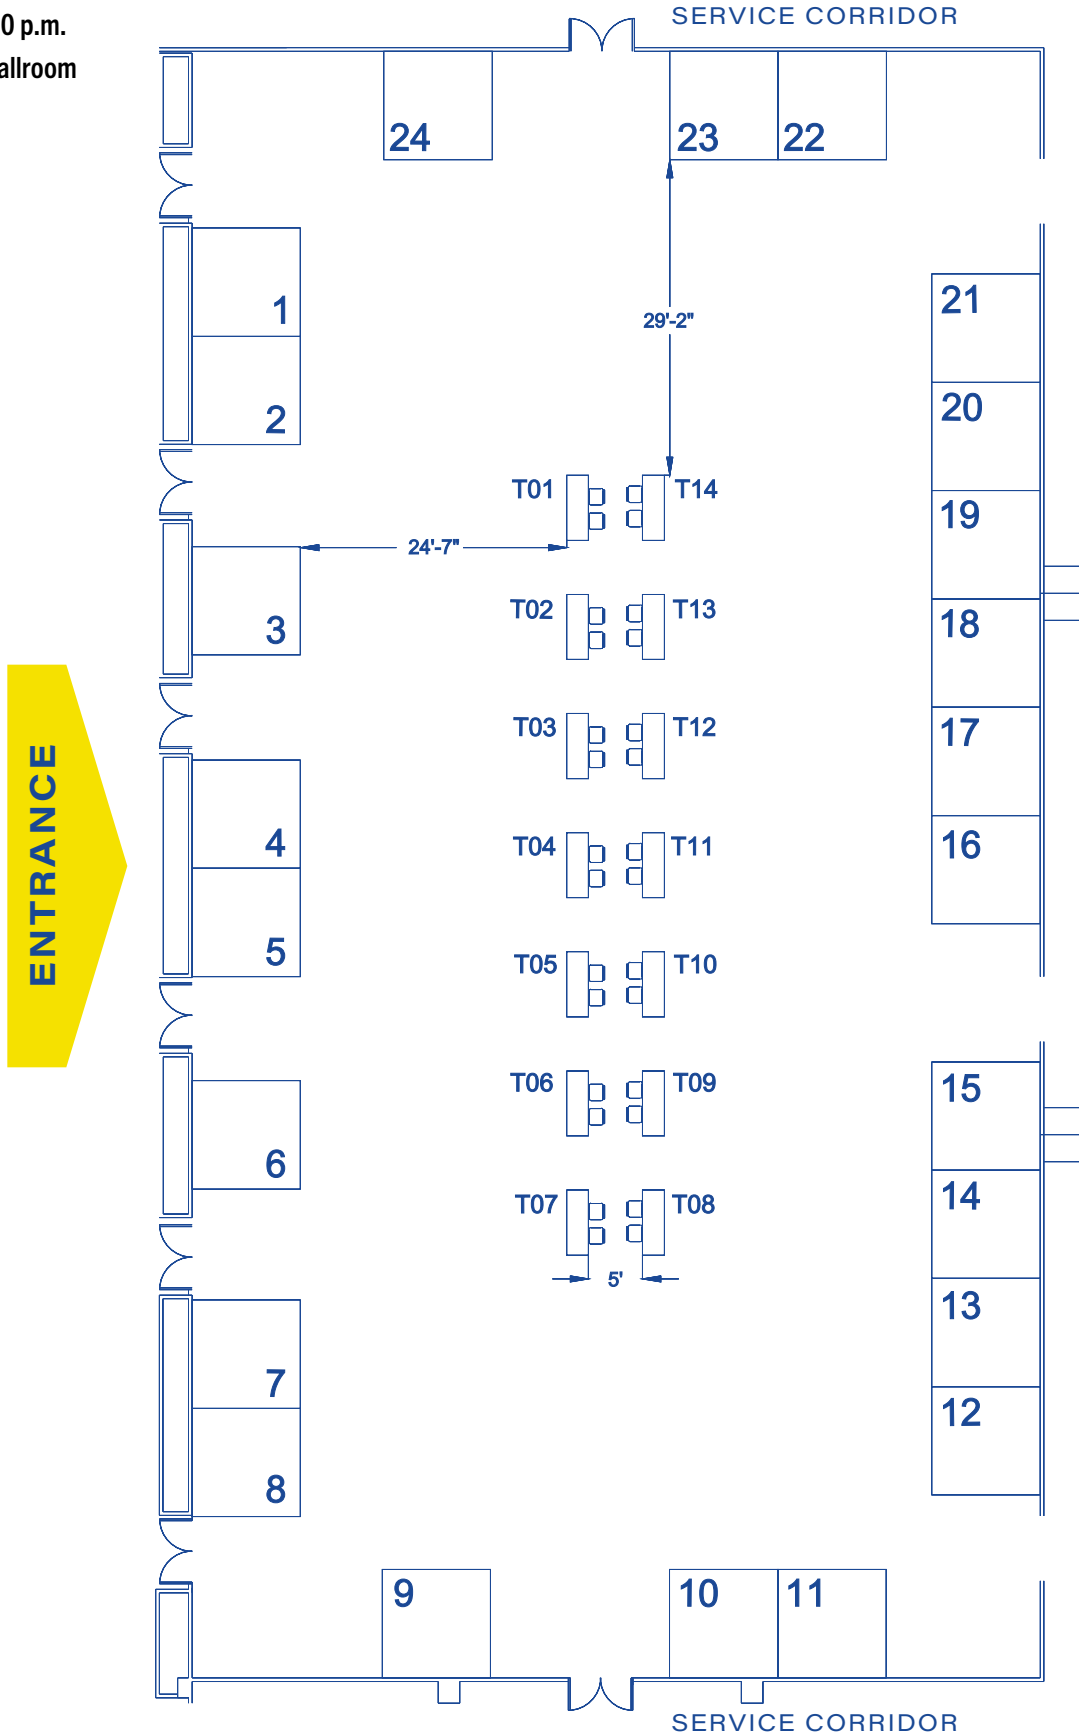 0 p.m.
allroom
SERVICE CORRIDOR
24
23
22
1
2
29'-2"
21
20
T01
T14
19
24'-7"
3
T02
T13
18
T03
T12
17
ENTRANCE
4
T04
T11
16
5
T05
T10
T06
T09
15
6
T07
T08
14
5'
13
7
12
8
9
10
11
SERVICE CORRIDOR